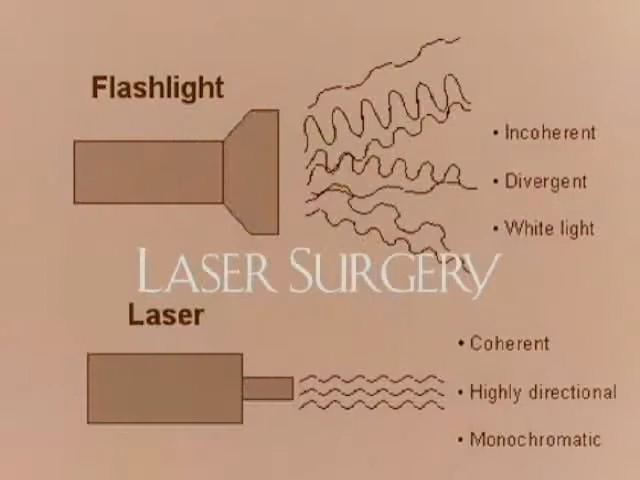 Flashlight
• Incoherent
• Divergent
• White light
Laser Surgery
Laser
• Coherent
• Highly directional
• Monochromatic